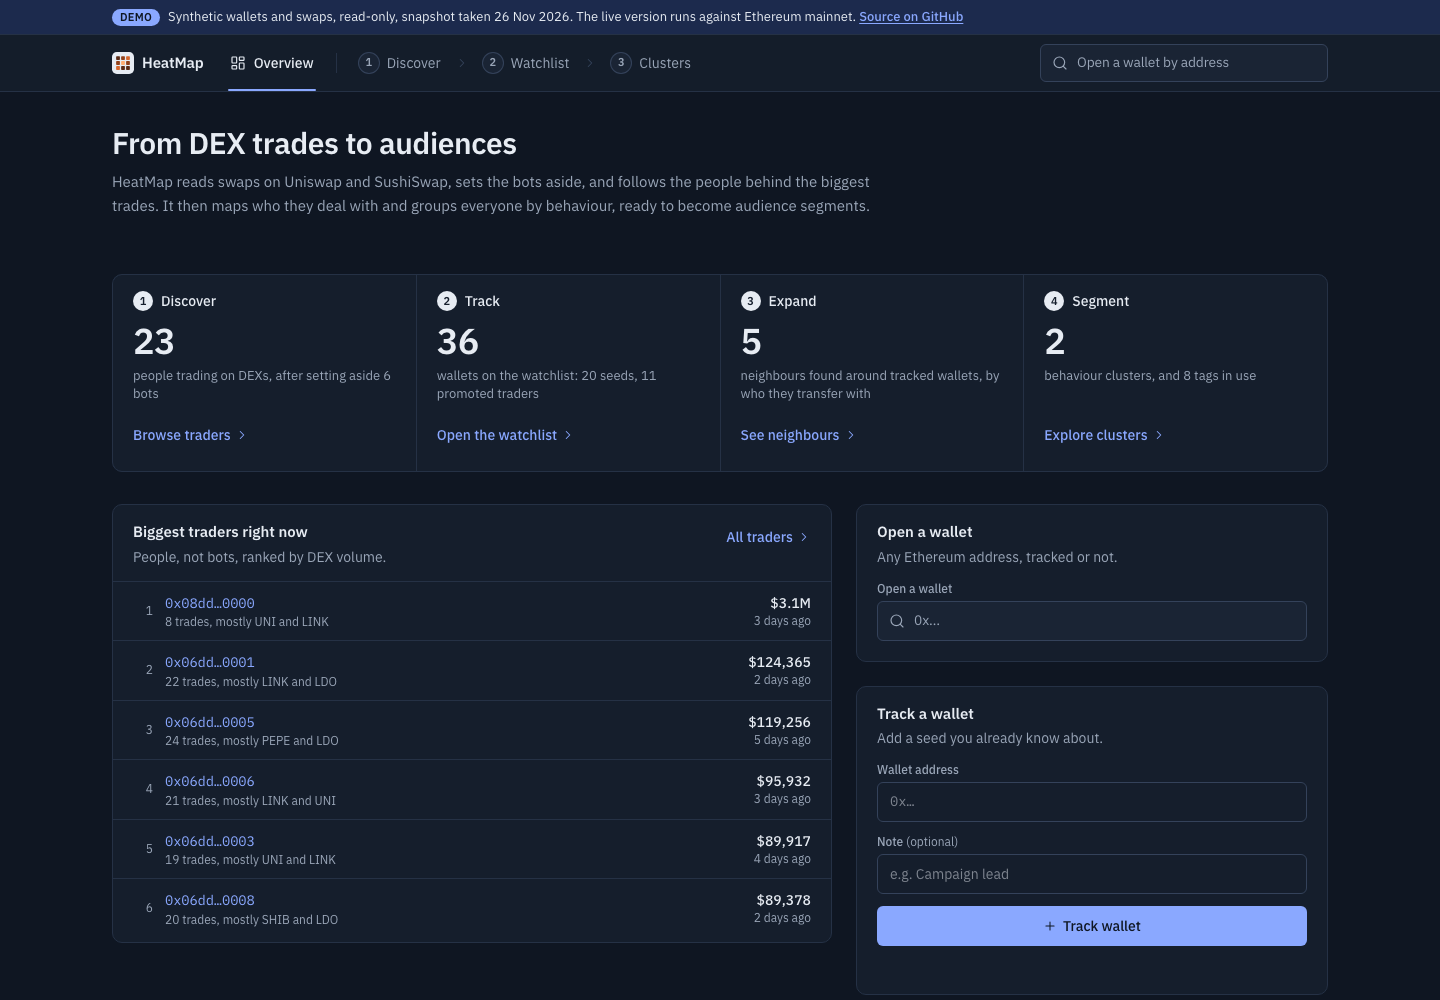 DEMO Synthetic wallets and swaps, read-only, snapshot taken 26 Nov 2026. The live version runs against Ethereum mainnet. Source on GitHub
HeatMap Overview 1 Discover 2 Watchlist 3 Clusters Open a wallet by address
From DEX trades to audiences
HeatMap reads swaps on Uniswap and SushiSwap, sets the bots aside, and follows the people behind the biggest
trades. It then maps who they deal with and groups everyone by behaviour, ready to become audience segments.
1 Discover
23
people trading on DEXs, after setting aside 6
bots
Browse traders
2 Track
36
wallets on the watchlist: 20 seeds, 11
promoted traders
Open the watchlist
3 Expand
5
neighbours found around tracked wallets, by
who they transfer with
See neighbours
4 Segment
2
behaviour clusters, and 8 tags in use
Explore clusters
Biggest traders right now
People, not bots, ranked by DEX volume.
All traders
1 0x08dd…0000 $3.1M
8 trades, mostly UNI and LINK 3 days ago
2 0x06dd…0001 $124,365
22 trades, mostly LINK and LDO 2 days ago
3 0x06dd…0005 $119,256
24 trades, mostly PEPE and LDO 5 days ago
4 0x06dd…0006 $95,932
21 trades, mostly LINK and UNI 3 days ago
5 0x06dd…0003 $89,917
19 trades, mostly UNI and LINK 4 days ago
6 0x06dd…0008 $89,378
20 trades, mostly SHIB and LDO 2 days ago
Open a wallet
Any Ethereum address, tracked or not.
Open a wallet
0x...
Track a wallet
Add a seed you already know about.
Wallet address
0x…
Note (optional)
e.g. Campaign lead
+ Track wallet